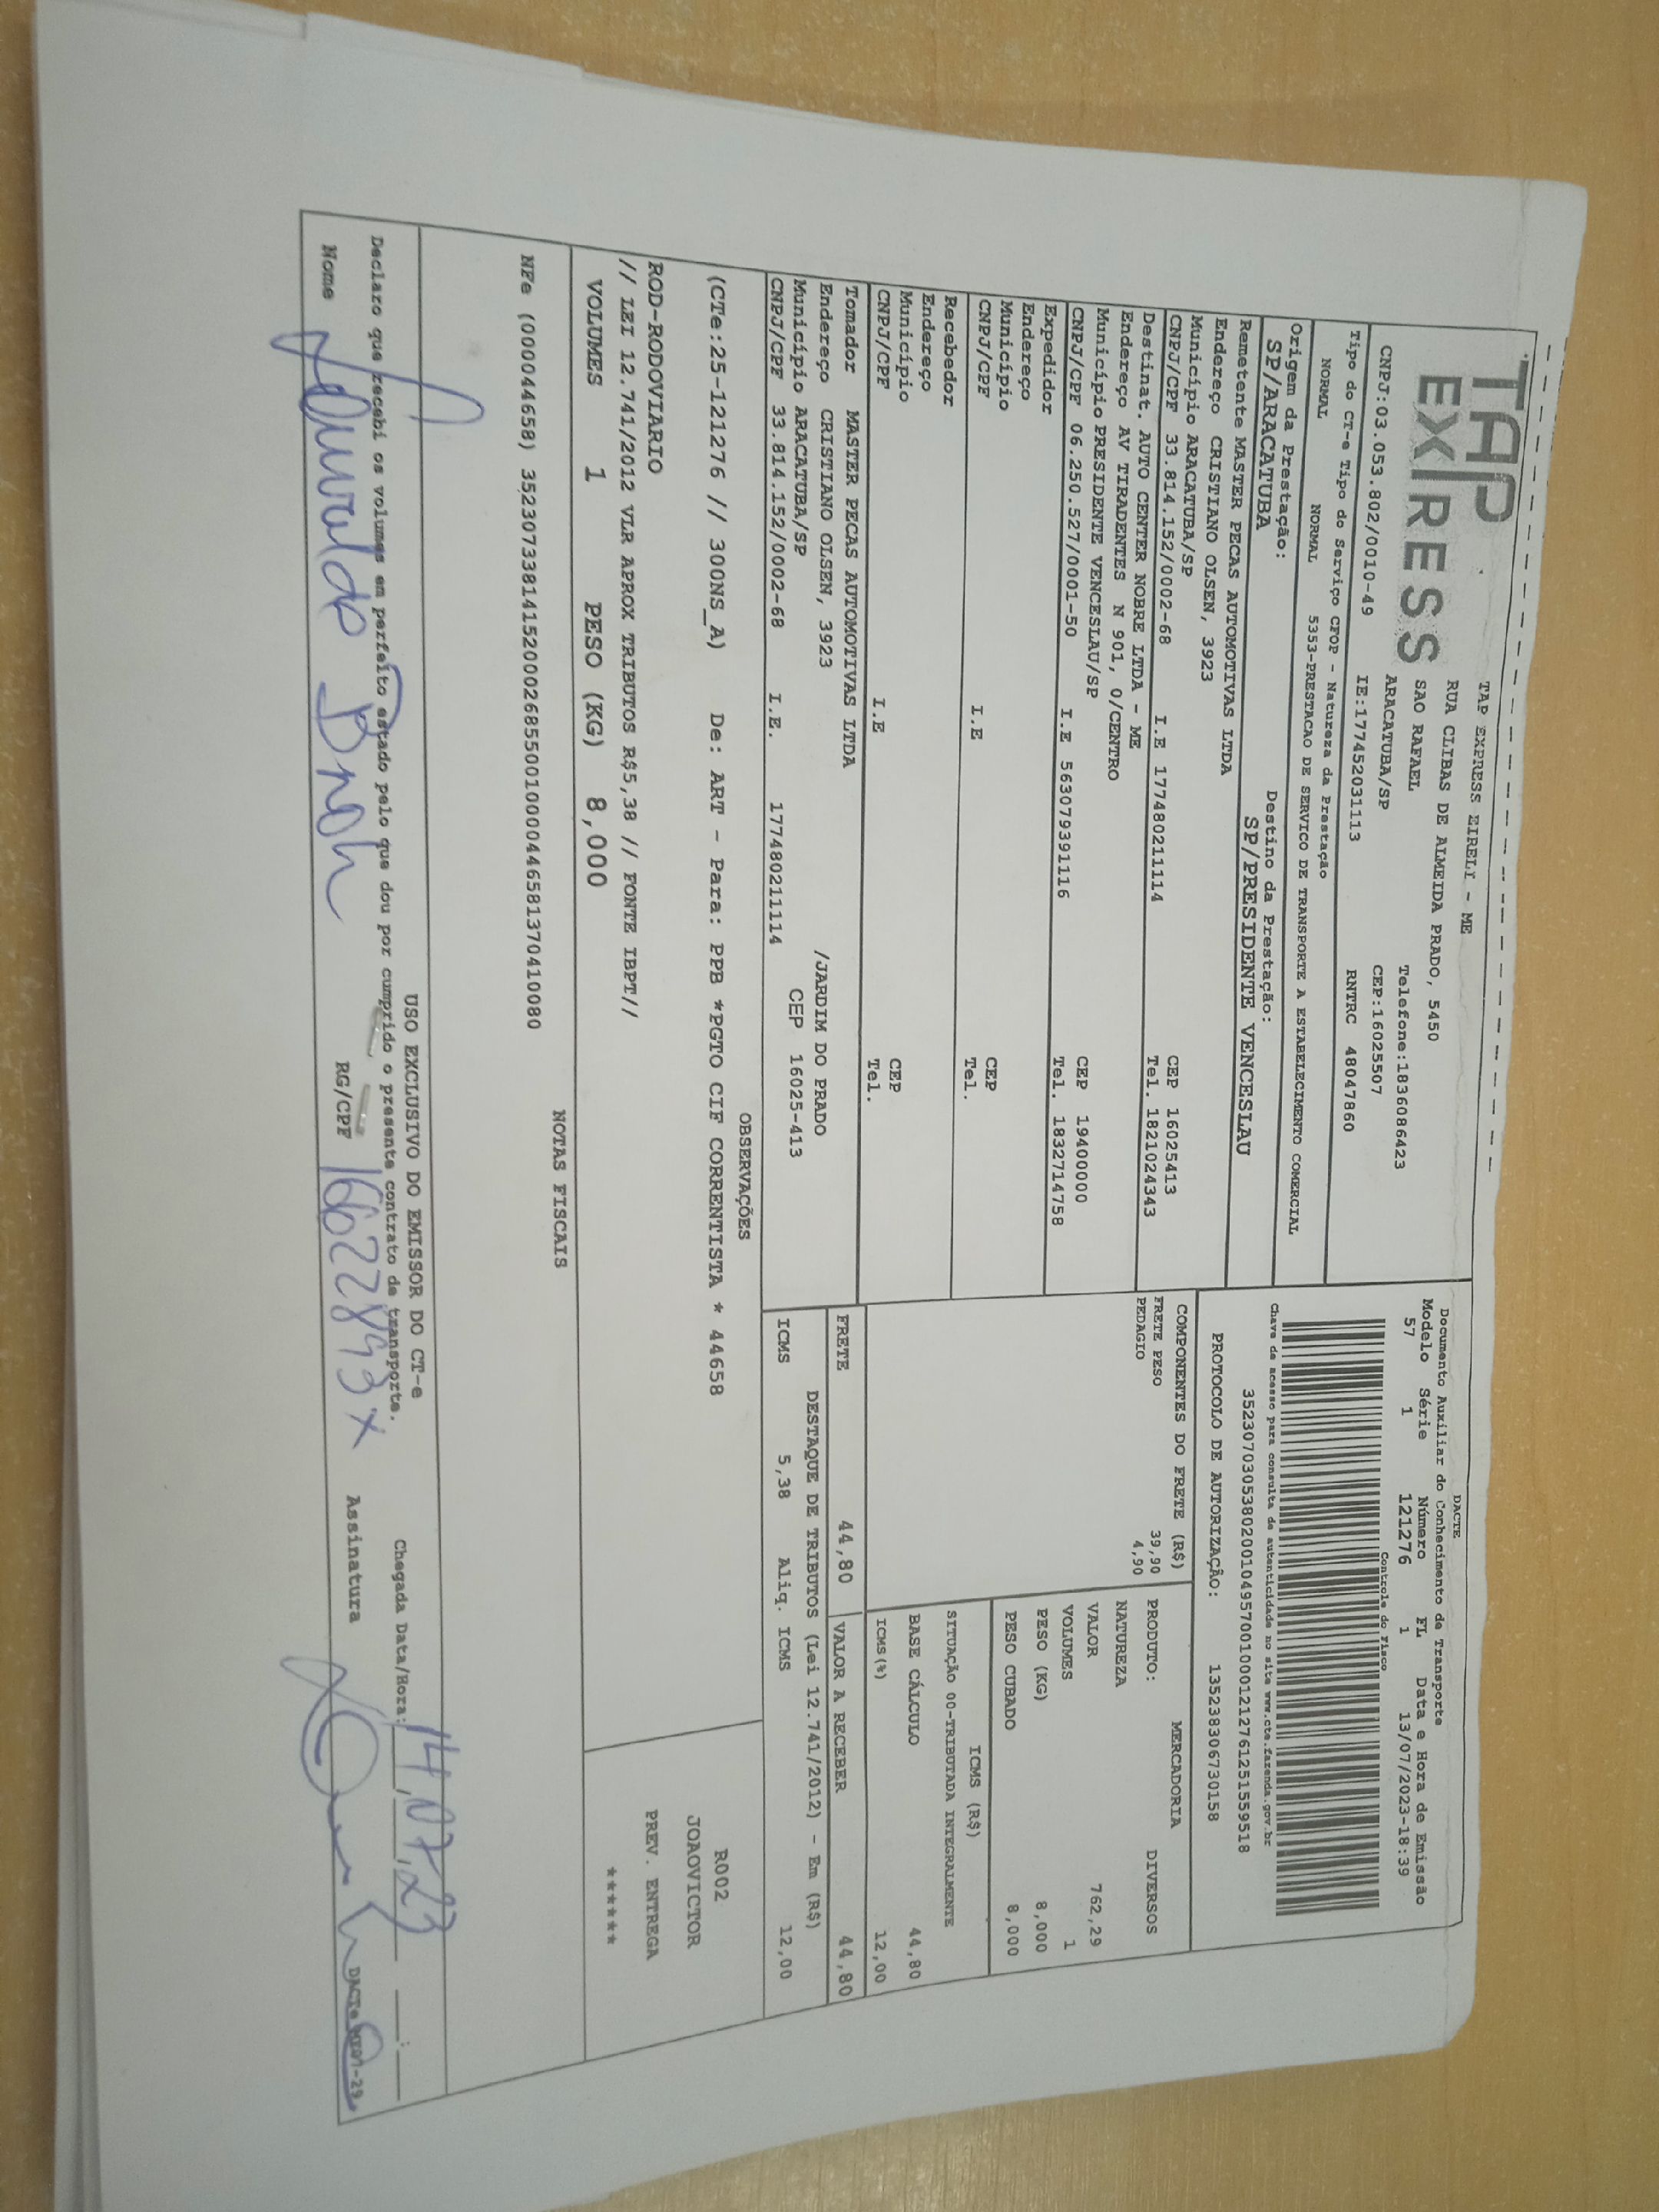 TAP EXPRESS
TAP EXPRESS EIRELI - ME
RUA CLIBAS DE ALMEIDA PRADO, 5450
SAO RAFAEL Telefone:1836086423
ARACATUBA/SP CEP:16025507
CNPJ:03.053.802/0010-49 IE:177452031113 RNTRC 48047860
Tipo do CT-e Tipo do Serviço CFOP - Natureza da Prestação
NORMAL NORMAL 5353-PRESTACAO DE SERVICO DE TRANSPORTE A ESTABELECIMENTO COMERCIAL
Origem da Prestação: Destino da Prestação:
SP/ARACATUBA SP/PRESIDENTE VENCESLAU
Remetente MASTER PECAS AUTOMOTIVAS LTDA
Endereço CRISTIANO OLSEN, 3923
Município ARACATUBA/SP CEP 16025413
CNPJ/CPF 33.814.152/0002-68 I.E 177480211114 Tel. 1821024343
Destinat. AUTO CENTER NOBRE LTDA - ME
Endereço AV TIRADENTES N 901, 0/CENTRO
Município PRESIDENTE VENCESLAU/SP CEP 19400000
CNPJ/CPF 06.250.527/0001-50 I.E 563079391116 Tel. 1832714758
Expedidor
Endereço
Município CEP
CNPJ/CPF I.E Tel.
Recebedor
Endereço
Município CEP
CNPJ/CPF I.E Tel.
Tomador MASTER PECAS AUTOMOTIVAS LTDA
Endereço CRISTIANO OLSEN, 3923 /JARDIM DO PRADO
Município ARACATUBA/SP CEP 16025-413
CNPJ/CPF 33.814.152/0002-68 I.E. 177480211114
DACTE
Documento Auxiliar do Conhecimento de Transporte
Modelo Série Número FL Data e Hora de Emissão
57 1 121276 1 13/07/2023-18:39
Controle do Fisco
Chave de acesso para consulta de autenticidade no site www.cte.fazenda.gov.br
35230703053802001049570010001212761251559518
PROTOCOLO DE AUTORIZAÇÃO: 135238306730158
COMPONENTES DO FRETE (R$)
FRETE PESO 39,90
PEDAGIO 4,90
MERCADORIA
PRODUTO: DIVERSOS
NATUREZA
VALOR 762,29
VOLUMES 1
PESO (KG) 8,000
PESO CUBADO 8,000
ICMS (R$)
SITUAÇÃO 00-TRIBUTADA INTEGRALMENTE
BASE CÁLCULO 44,80
ICMS(%) 12,00
FRETE 44,80 VALOR A RECEBER 44,80
DESTAQUE DE TRIBUTOS (Lei 12.741/2012) - Em (R$)
ICMS 5,38 Aliq. ICMS 12,00
OBSERVAÇÕES
(CTe:25-121276 // 300NS_A) De: ART - Para: PPB *PGTO CIF CORRENTISTA * 44658
ROD-RODOVIARIO
// LEI 12.741/2012 VLR APROX TRIBUTOS R$5,38 // FONTE IBPT//
VOLUMES 1 PESO (KG) 8,000
R002
JOAOVICTOR
PREV. ENTREGA
******
NOTAS FISCAIS
NFe (000044658) 35230733814152000268550010000446581370410080
USO EXCLUSIVO DO EMISSOR DO CT-e
Declaro que recebi os volumes em perfeito estado pelo que dou por cumprido o presente contrato de transporte.
Chegada Data/Hora: 14,07,23
Nome RG/CPF 16622893X Assinatura